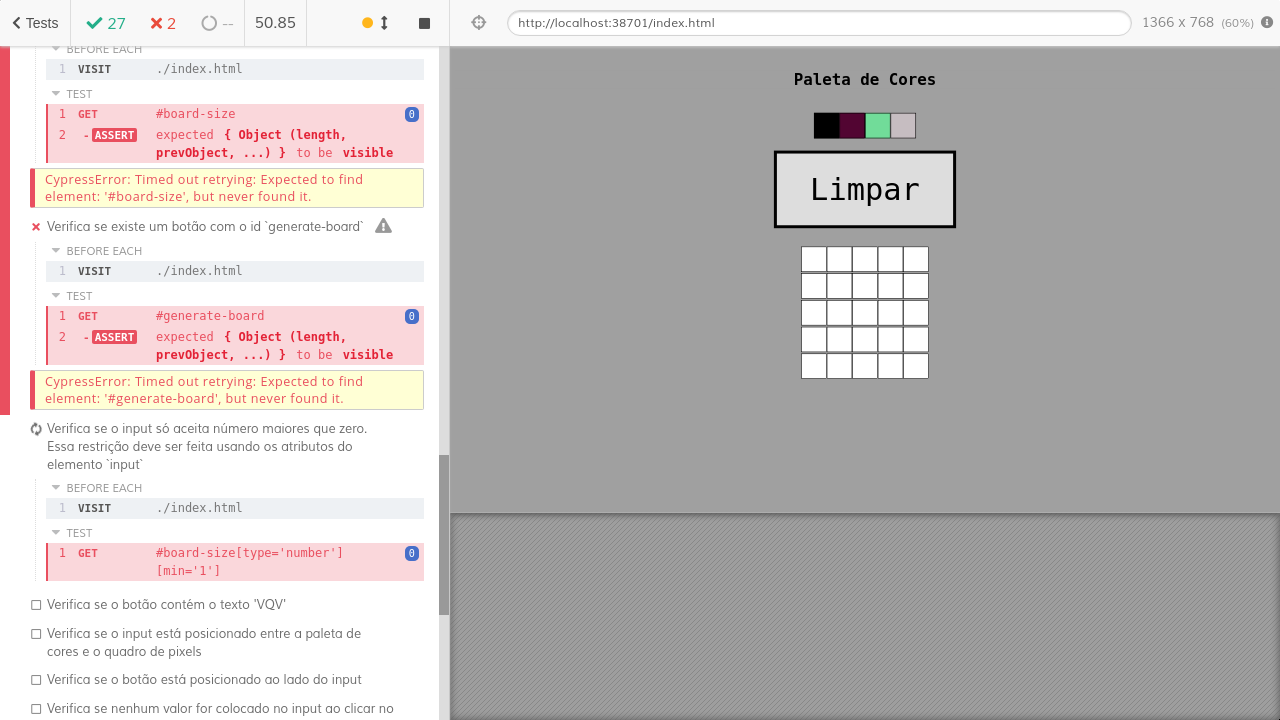 Tests
27
2
--
50.85
http://localhost:38701/index.html
1366 x 768 (60%)
BEFORE EACH
1 VISIT ./index.html
TEST
1 GET #board-size 0
2 -ASSERT expected { Object (length,
prevObject, ...) } to be visible
CypressError: Timed out retrying: Expected to find
element: '#board-size', but never found it.
Verifica se existe um botão com o id `generate-board`
BEFORE EACH
1 VISIT ./index.html
TEST
1 GET #generate-board 0
2 -ASSERT expected { Object (length,
prevObject, ...) } to be visible
CypressError: Timed out retrying: Expected to find
element: '#generate-board', but never found it.
Verifica se o input só aceita número maiores que zero.
Essa restrição deve ser feita usando os atributos do
elemento `input`
BEFORE EACH
1 VISIT ./index.html
TEST
1 GET #board-size[type='number'] 0
[min='1']
Verifica se o botão contém o texto 'VQV'
Verifica se o input está posicionado entre a paleta de
cores e o quadro de pixels
Verifica se o botão está posicionado ao lado do input
Verifica se nenhum valor for colocado no input ao clicar no
Paleta de Cores
Limpar